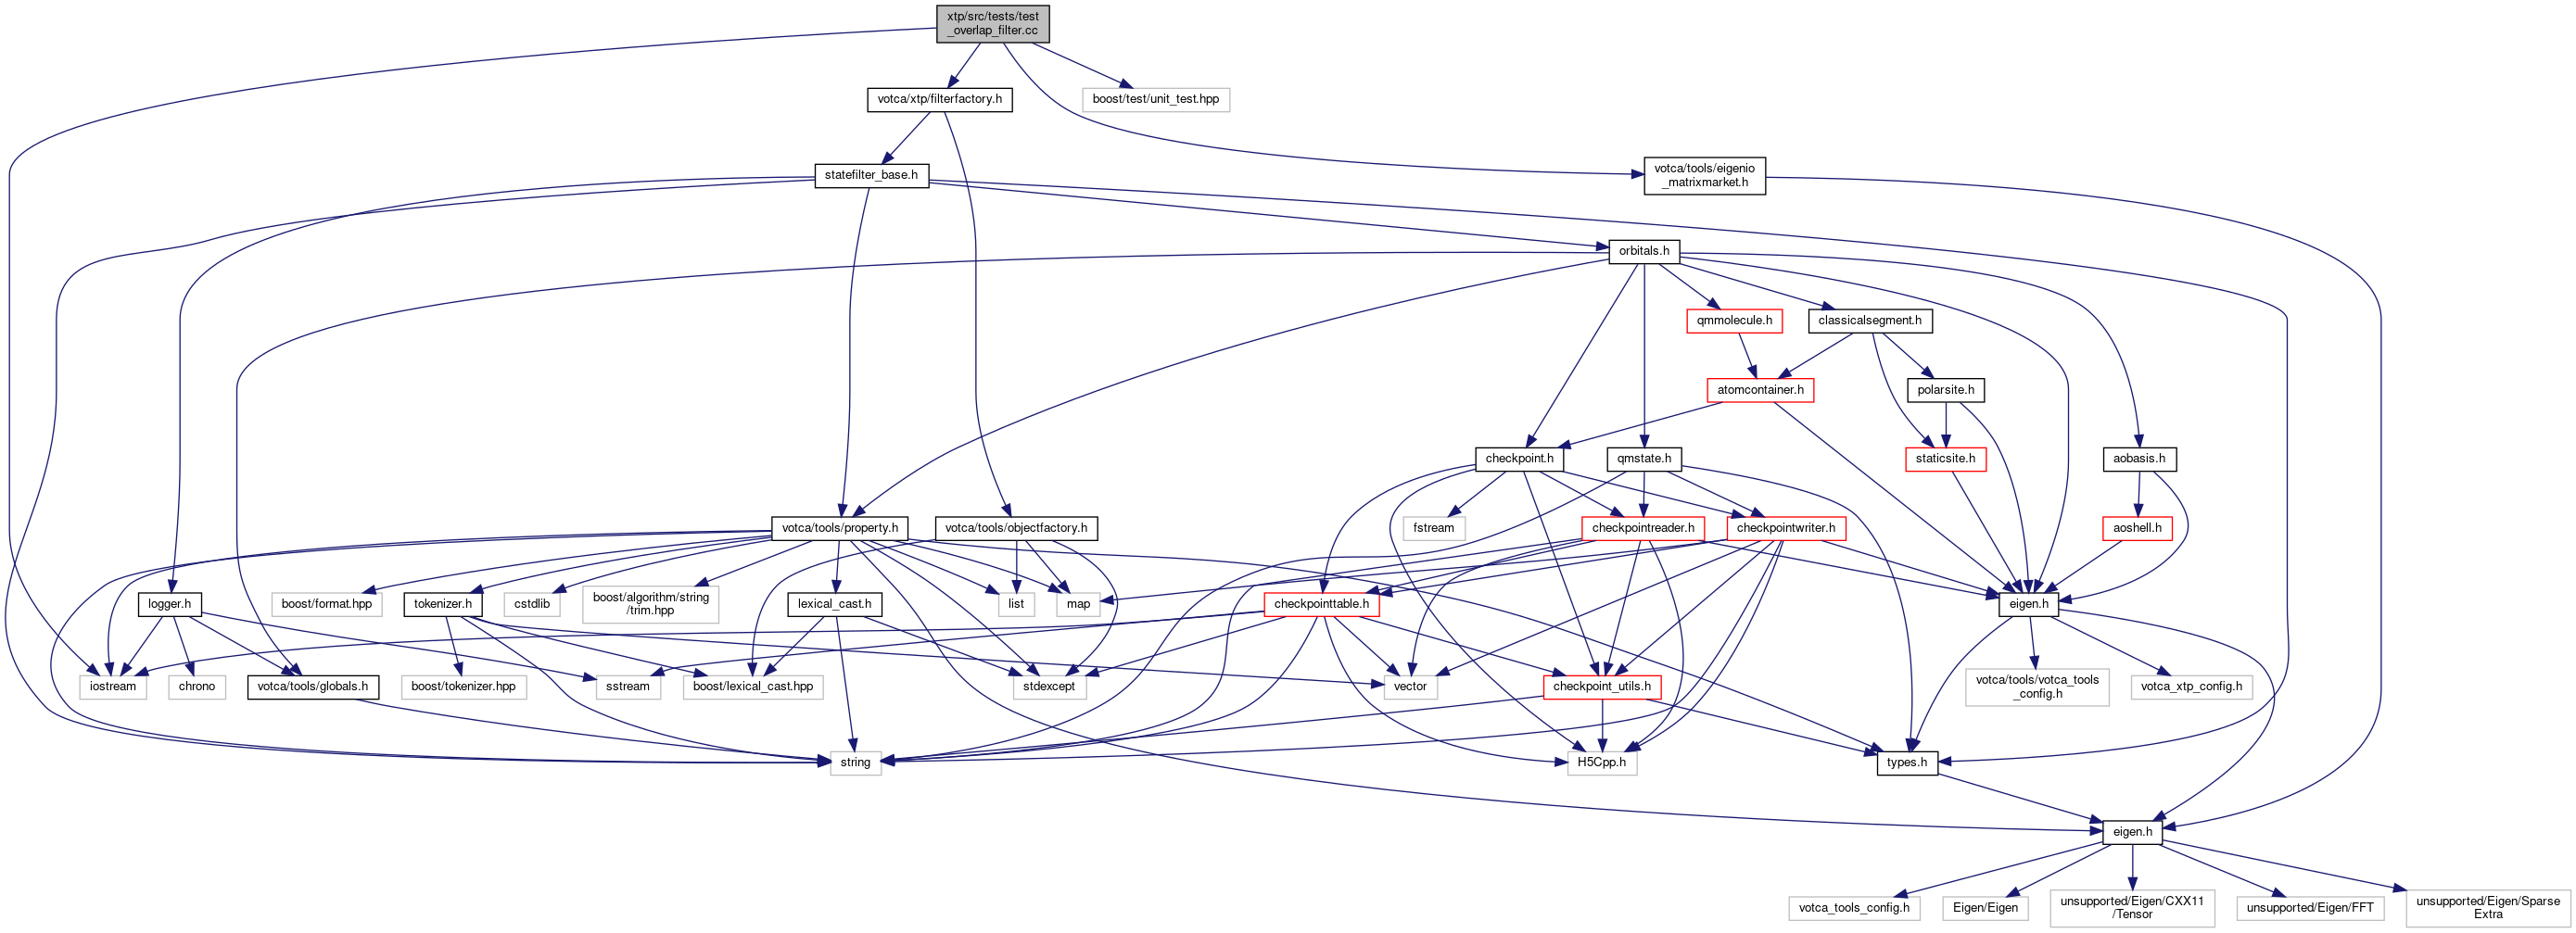 xtp/src/tests/test
_overlap_filter.cc
votca/xtp/filterfactory.h
boost/test/unit_test.hpp
statefilter_base.h
votca/tools/eigenio
_matrixmarket.h
orbitals.h
qmmolecule.h
classicalsegment.h
atomcontainer.h
polarsite.h
checkpoint.h
qmstate.h
staticsite.h
aobasis.h
votca/tools/property.h
votca/tools/objectfactory.h
fstream
checkpointreader.h
checkpointwriter.h
aoshell.h
logger.h
boost/format.hpp
tokenizer.h
cstdlib
boost/algorithm/string
/trim.hpp
lexical_cast.h
list
map
checkpointtable.h
eigen.h
iostream
chrono
votca/tools/globals.h
boost/tokenizer.hpp
sstream
boost/lexical_cast.hpp
stdexcept
vector
checkpoint_utils.h
votca/tools/votca_tools
_config.h
votca_xtp_config.h
string
H5Cpp.h
types.h
eigen.h
votca_tools_config.h
Eigen/Eigen
unsupported/Eigen/CXX11
/Tensor
unsupported/Eigen/FFT
unsupported/Eigen/Sparse
Extra